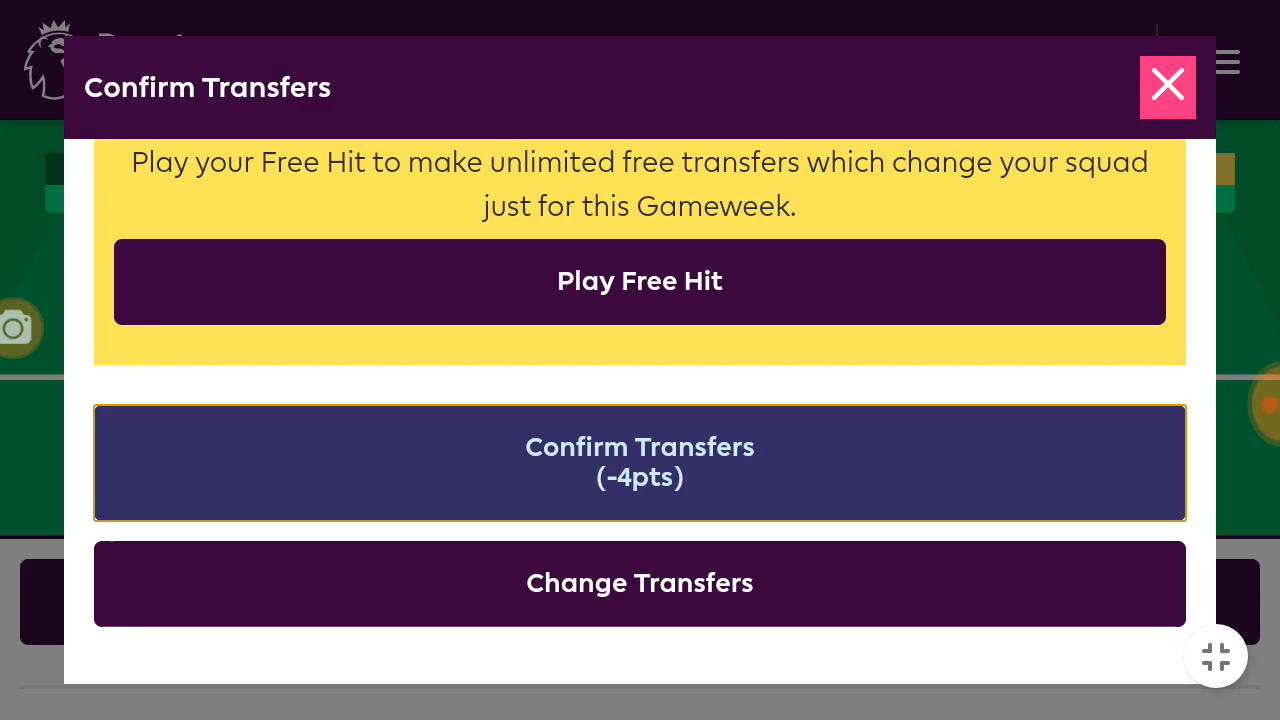 Confirm Transfers
Play your Free Hit to make unlimited free transfers which change your squad
just for this Gameweek.
Play Free Hit
Confirm Transfers
(-4pts)
Change Transfers